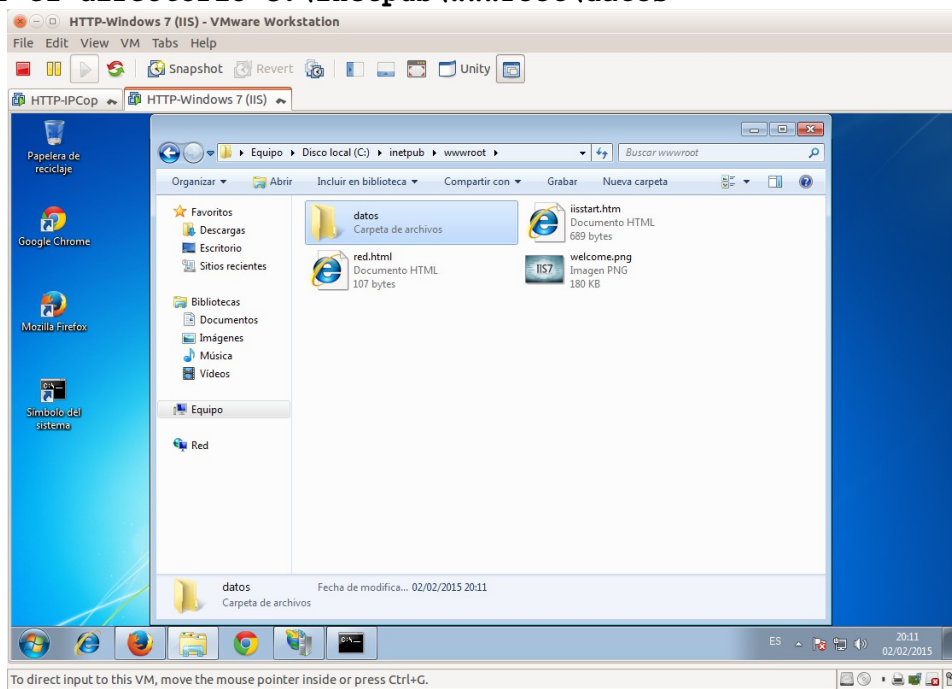 HTTP-Windows 7 (IIS) - VMware Workstation
File Edit View VM Tabs Help
Snapshot Revert Unity
HTTP-IPCop HTTP-Windows 7 (IIS)
Papelera de
reciclaje
Google Chrome
Mozilla Firefox
Símbolo del
sistema
Equipo Disco local (C:) inetpub wwwroot
Buscar wwwroot
Organizar Abrir Incluir en biblioteca Compartir con Grabar Nueva carpeta
Favoritos
Descargas
Escritorio
Sitios recientes
Bibliotecas
Documentos
Imágenes
Música
Vídeos
Equipo
Red
datos
Carpeta de archivos
iisstart.htm
Documento HTML
689 bytes
red.html
Documento HTML
107 bytes
IIS7
welcome.png
Imagen PNG
180 KB
datos Fecha de modifica... 02/02/2015 20:11
Carpeta de archivos
ES
20:11
02/02/2015
To direct input to this VM, move the mouse pointer inside or press Ctrl+G.